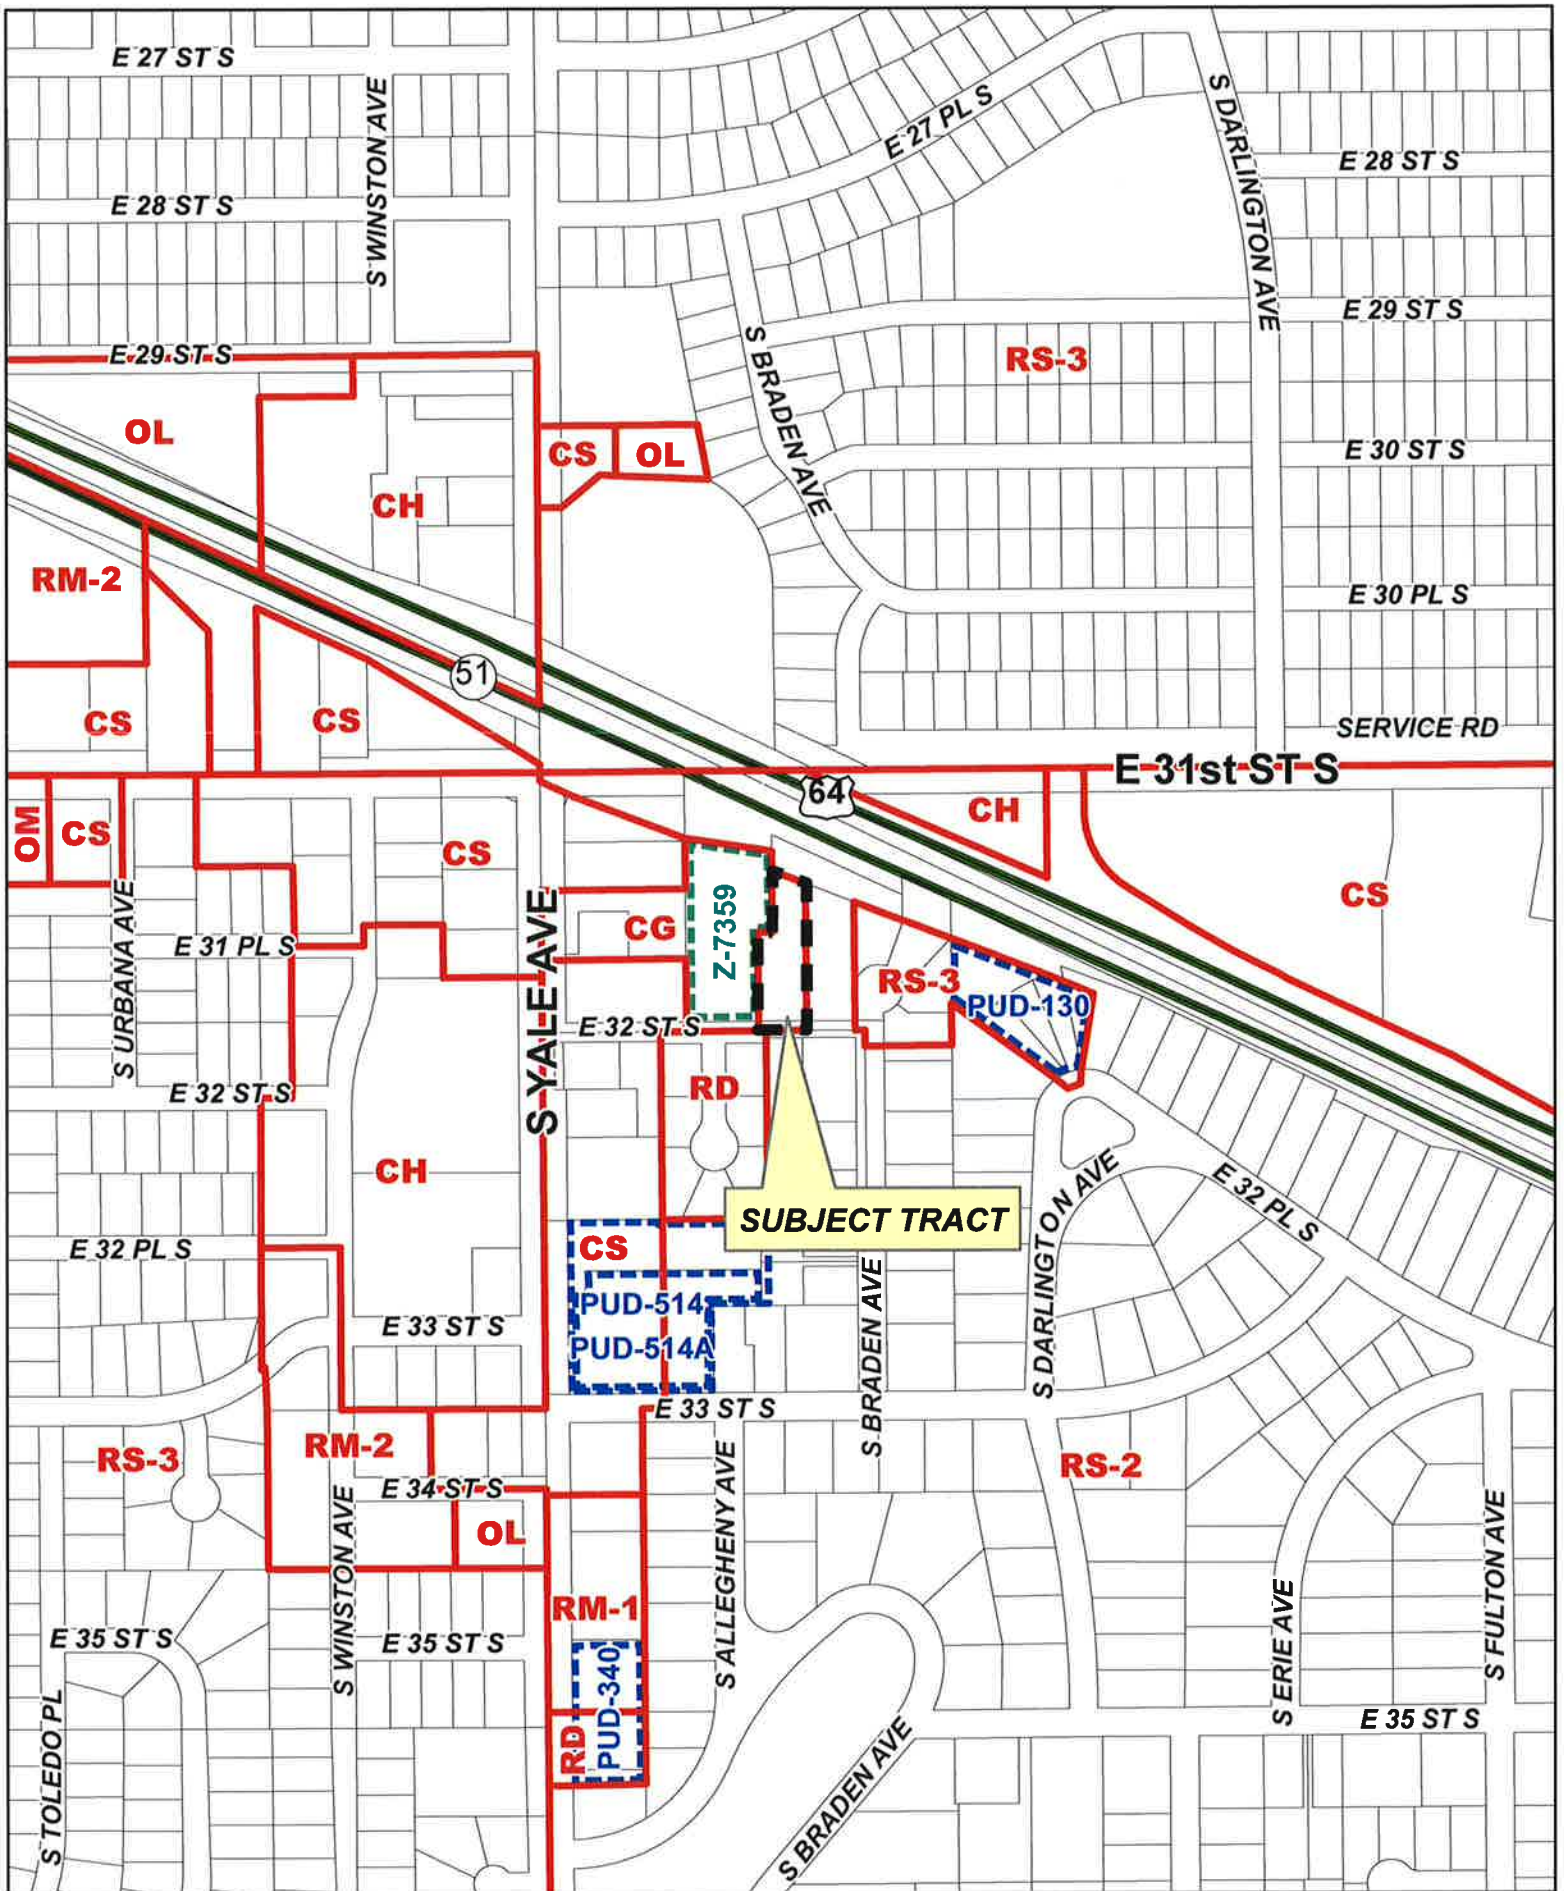 E 27 ST S
S WINSTON AVE
E 27 PL S
S DARLINGTON AVE
E 28 ST S
E 28 ST S
E 29 ST S
E 29 ST S
S BRADEN AVE
RS-3
OL
CS
OL
E 30 ST S
CH
RM-2
E 30 PL S
51
CS
CS
SERVICE RD
E 31st ST S
64
CH
OM
CS
CS
CS
Z-7359
CG
S YALE AVE
S URBANA AVE
E 31 PL S
RS-3
PUD-130
E 32 ST S
E 32 ST S
RD
CH
SUBJECT TRACT
S DARLINGTON AVE
E 32 PL S
E 32 PL S
CS
PUD-514
PUD-514A
S BRADEN AVE
E 33 ST S
E 33 ST S
RS-3
RM-2
RS-2
E 34 ST S
OL
S WINSTON AVE
S ALLEGHENY AVE
S FULTON AVE
S ERIE AVE
RM-1
E 35 ST S
E 35 ST S
PUD-340
RD
S TOLEDO PL
S BRADEN AVE
E 35 ST S